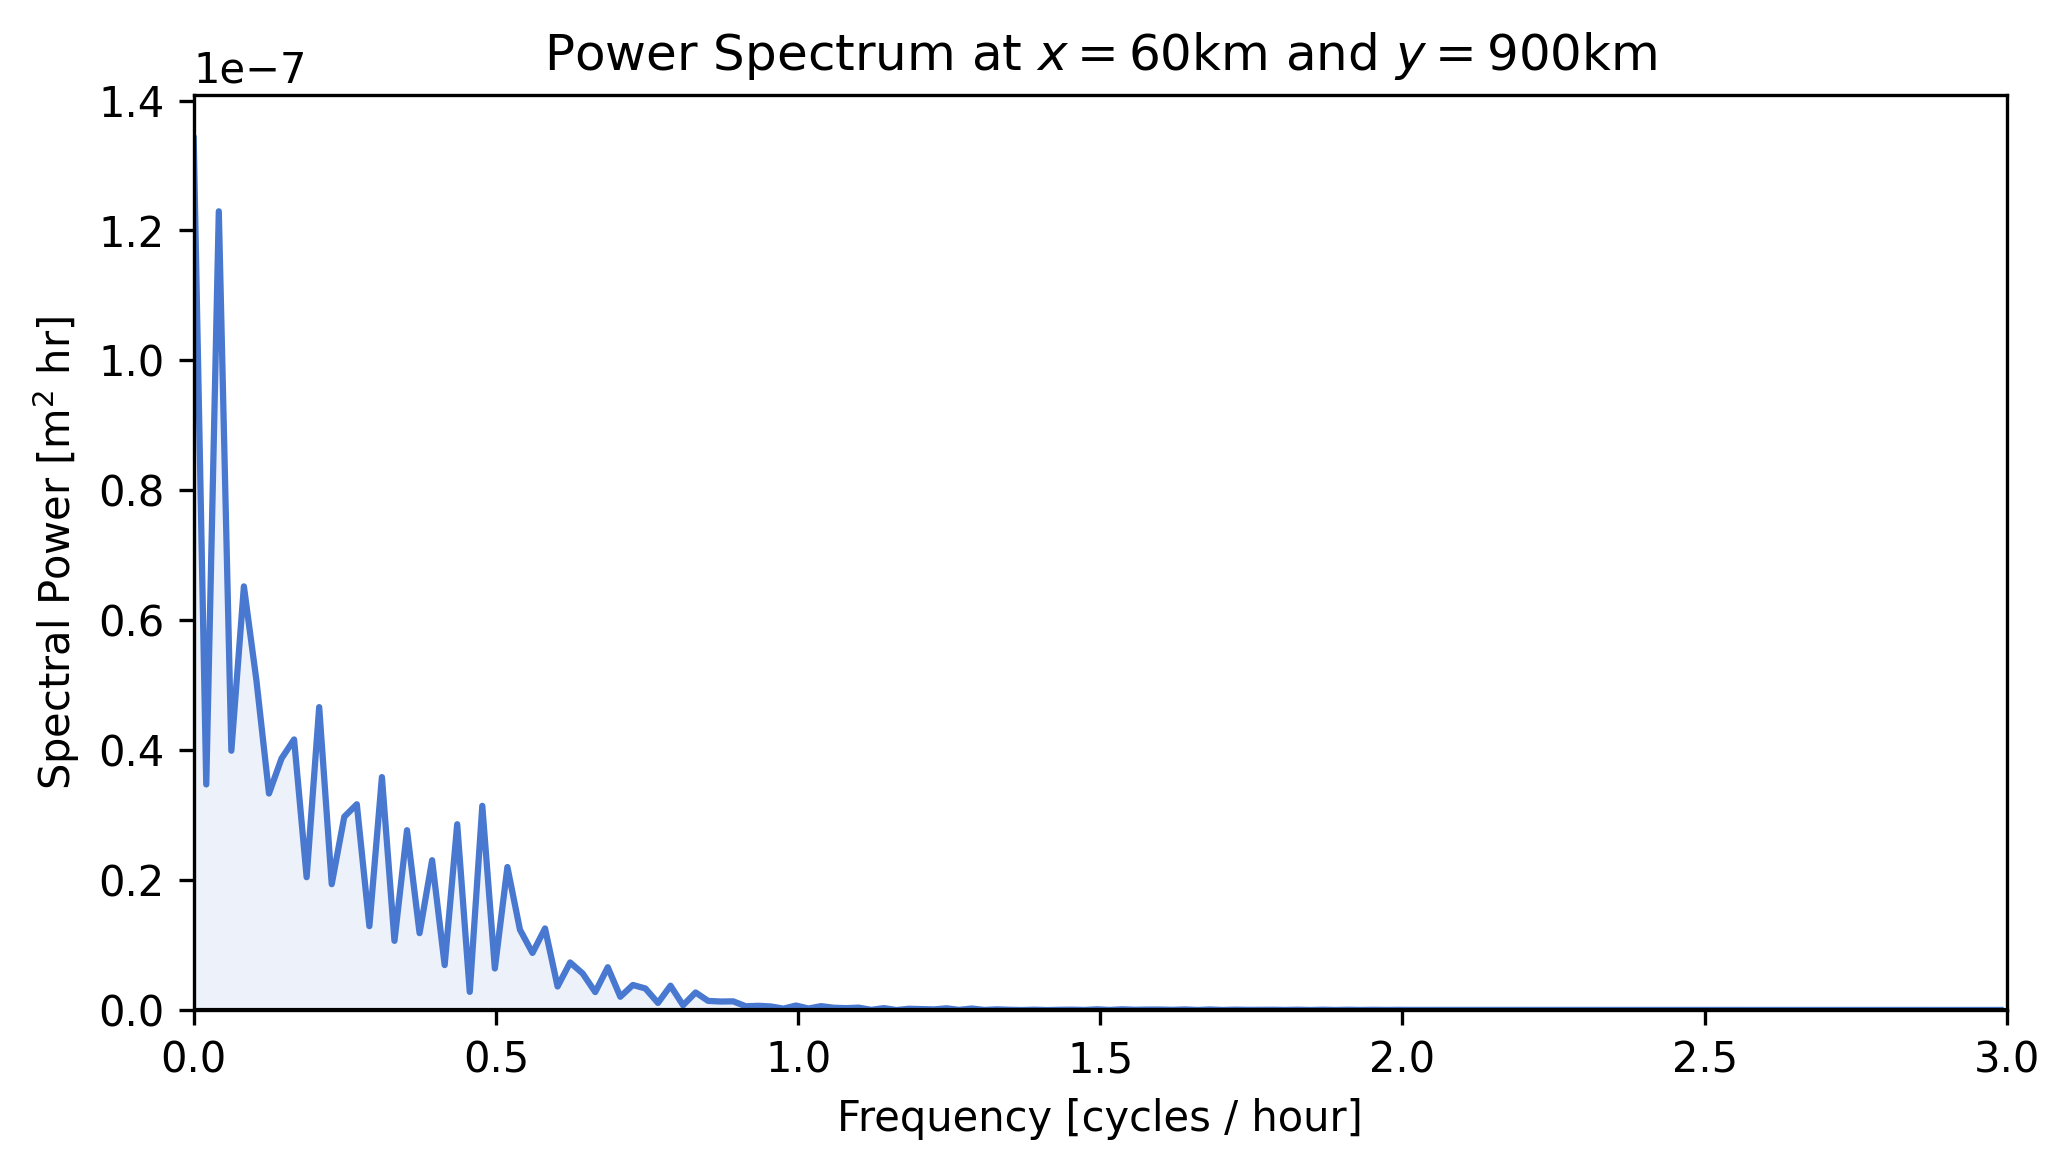 Power Spectrum at x = 60km and y = 900km
1e−7
1.4
1.2
1.0
0.8
0.6
0.4
0.2
0.0
Spectral Power [m² hr]
0.0 0.5 1.0 1.5 2.0 2.5 3.0
Frequency [cycles / hour]